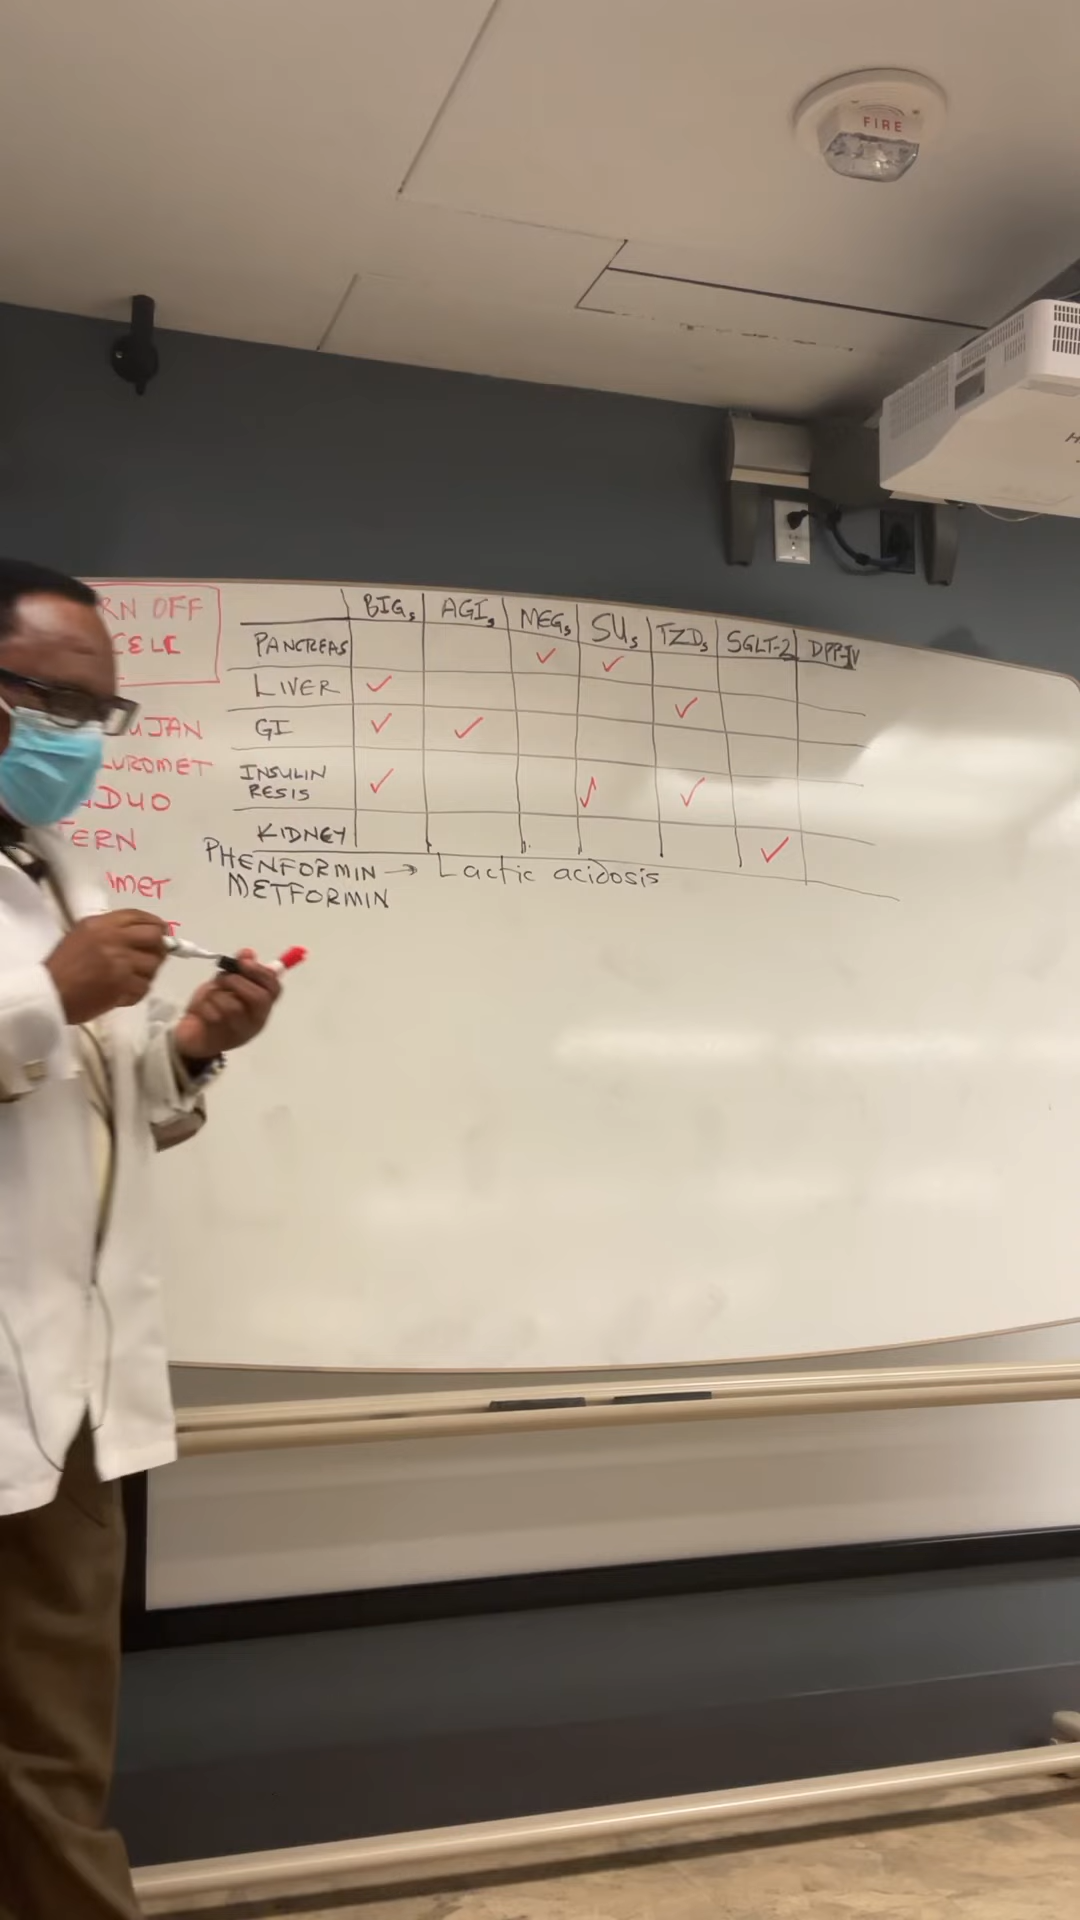 FIRE
RN OFF
CELL
JAN
UROMET
DUO
ERN
MET
BIGs AGIs MEGs SUs TZDs SGLT-2 DPP-IV
PANCREAS ✓ ✓
LIVER ✓ ✓
GI ✓ ✓
INSULIN
RESIS ✓ ✓ ✓
KIDNEY ✓
PHENFORMIN → Lactic acidosis
METFORMIN